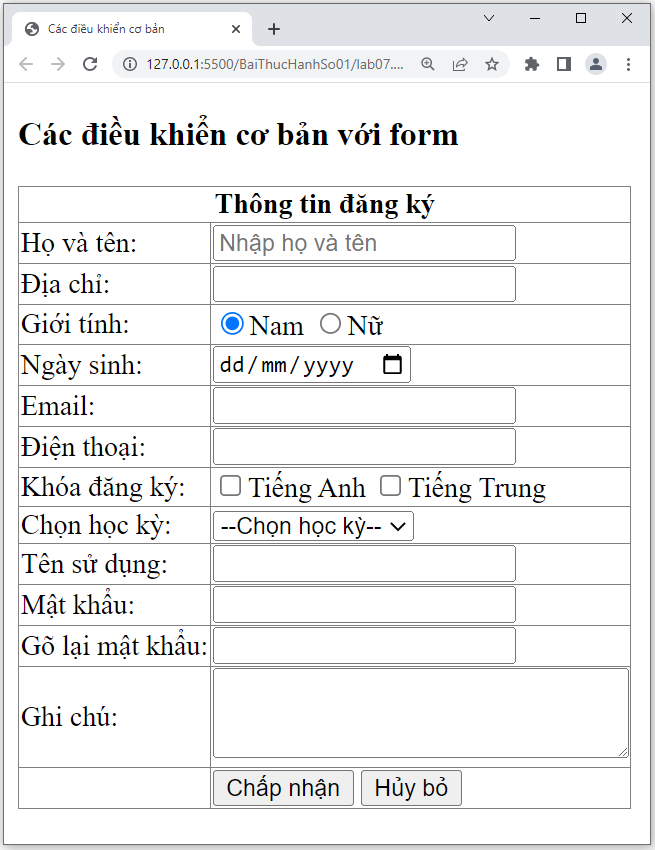 Các điều khiển cơ bản
127.0.0.1:5500/BaiThucHanhSo01/lab07....
Các điều khiển cơ bản với form
Thông tin đăng ký
Họ và tên: Nhập họ và tên
Địa chỉ:
Giới tính: Nam Nữ
Ngày sinh: dd/mm/yyyy
Email:
Điện thoại:
Khóa đăng ký: Tiếng Anh Tiếng Trung
Chọn học kỳ: --Chọn học kỳ--
Tên sử dụng:
Mật khẩu:
Gõ lại mật khẩu:
Ghi chú:
Chấp nhận Hủy bỏ